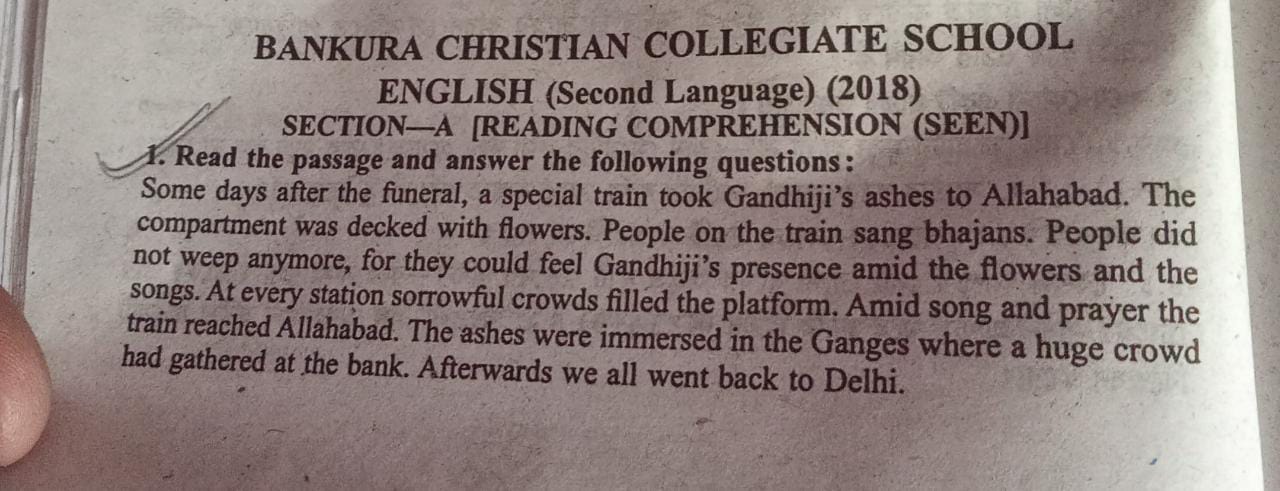 BANKURA CHRISTIAN COLLEGIATE SCHOOL
ENGLISH (Second Language) (2018)
SECTION—A [READING COMPREHENSION (SEEN)]
1. Read the passage and answer the following questions:
Some days after the funeral, a special train took Gandhiji's ashes to Allahabad. The
compartment was decked with flowers. People on the train sang bhajans. People did
not weep anymore, for they could feel Gandhiji's presence amid the flowers and the
songs. At every station sorrowful crowds filled the platform. Amid song and prayer the
train reached Allahabad. The ashes were immersed in the Ganges where a huge crowd
had gathered at the bank. Afterwards we all went back to Delhi.